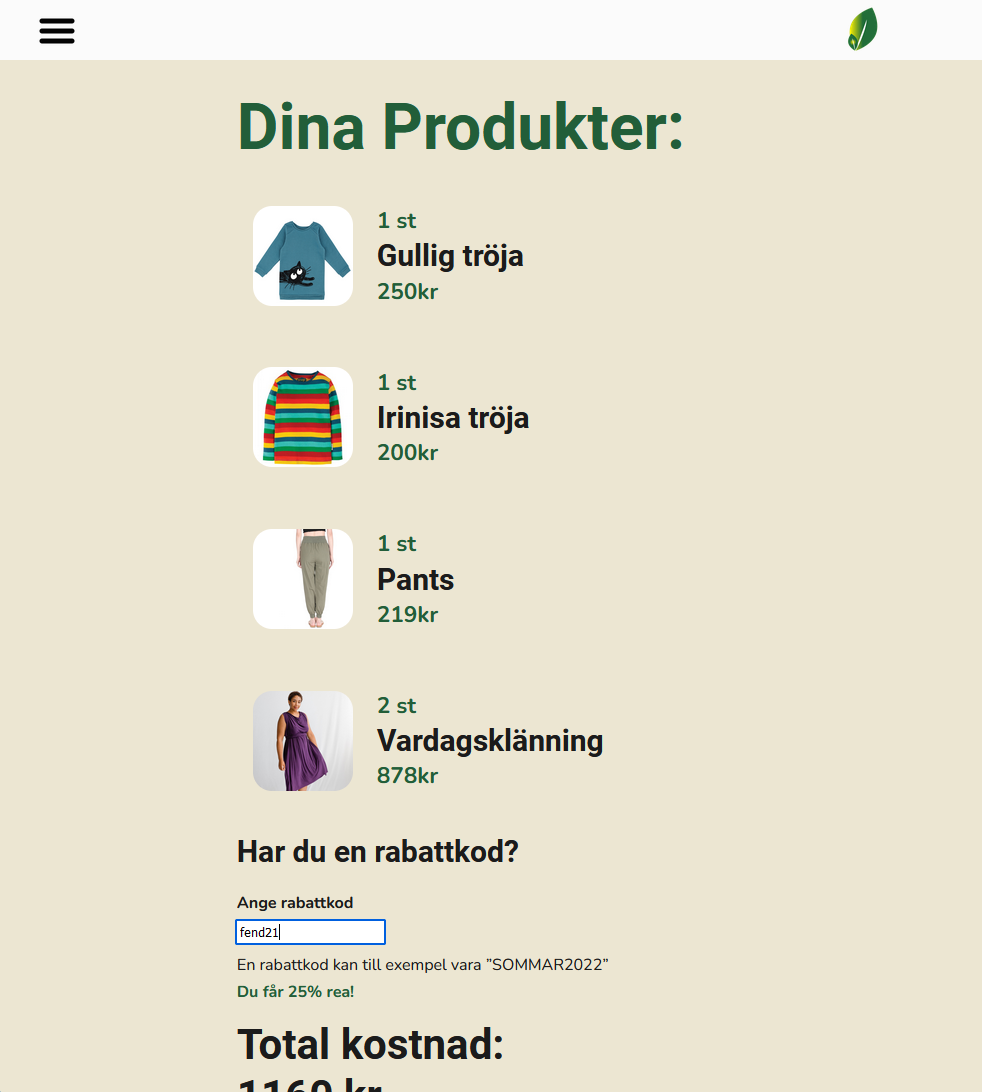 Dina Produkter:
1 st
Gullig tröja
250kr
1 st
Irinisa tröja
200kr
1 st
Pants
219kr
2 st
Vardagsklänning
878kr
Har du en rabattkod?
Ange rabattkod
fend21
En rabattkod kan till exempel vara ”SOMMAR2022”
Du får 25% rea!
Total kostnad:
1160 kr